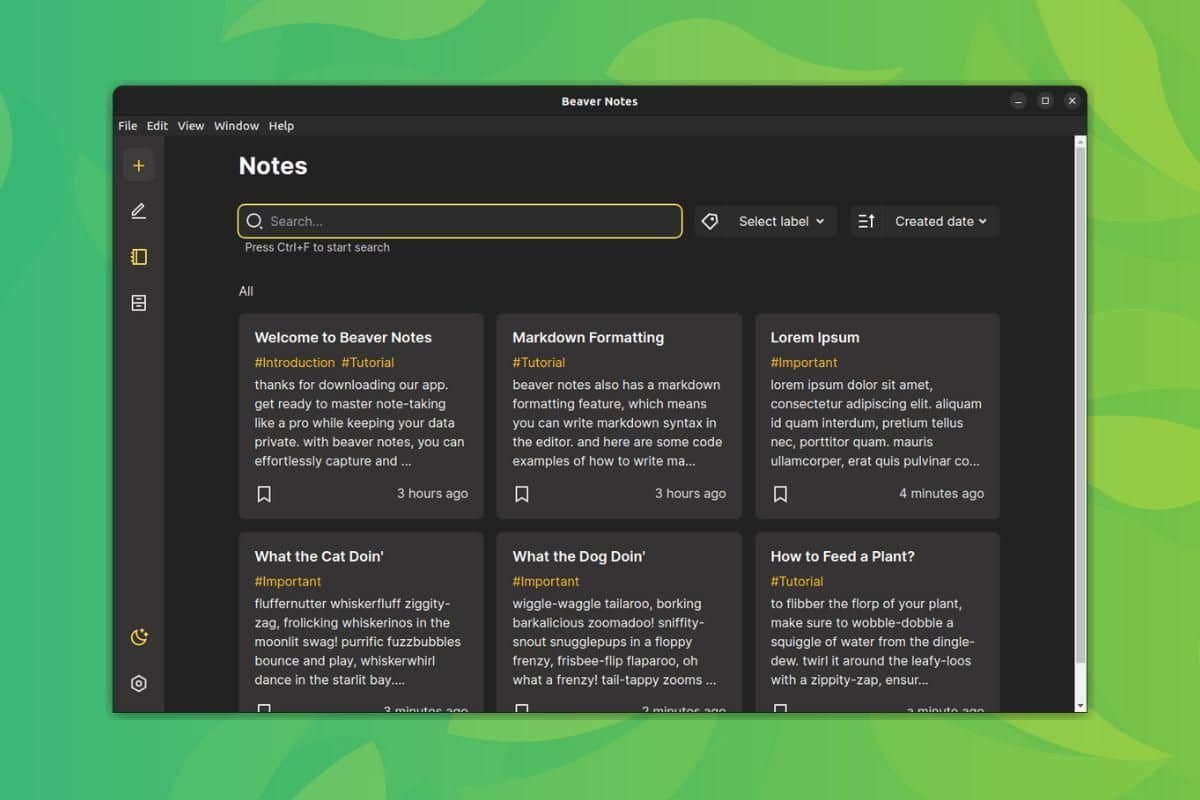 Beaver Notes
File Edit View Window Help
Notes
Search...
Select label
Created date
Press Ctrl+F to start search
All
Welcome to Beaver Notes
#Introduction #Tutorial
thanks for downloading our app.
get ready to master note-taking
like a pro while keeping your data
private. with beaver notes, you can
effortlessly capture and ...
3 hours ago
Markdown Formatting
#Tutorial
beaver notes also has a markdown
formatting feature, which means
you can write markdown syntax in
the editor. and here are some code
examples of how to write ma...
3 hours ago
Lorem Ipsum
#Important
lorem ipsum dolor sit amet,
consectetur adipiscing elit. aliquam
id quam interdum, pretium tellus
nec, porttitor quam. mauris
ullamcorper, erat quis pulvinar co...
4 minutes ago
What the Cat Doin'
#Important
fluffernutter whiskerfluff ziggity-
zag, frolicking whiskerinos in the
moonlit swag! purrific fuzzbubbles
bounce and play, whiskerwhirl
dance in the starlit bay....
3 minutes ago
What the Dog Doin'
#Important
wiggle-waggle tailaroo, borking
barkalicious zoomadoo! sniffity-
snout snugglepups in a floppy
frenzy, frisbee-flip flaparoo, oh
what a frenzy! tail-tappy zooms ...
2 minutes ago
How to Feed a Plant?
#Tutorial
to flibber the florp of your plant,
make sure to wobble-dobble a
squiggle of water from the dingle-
dew. twirl it around the leafy-loos
with a zippity-zap, ensur...
a minute ago